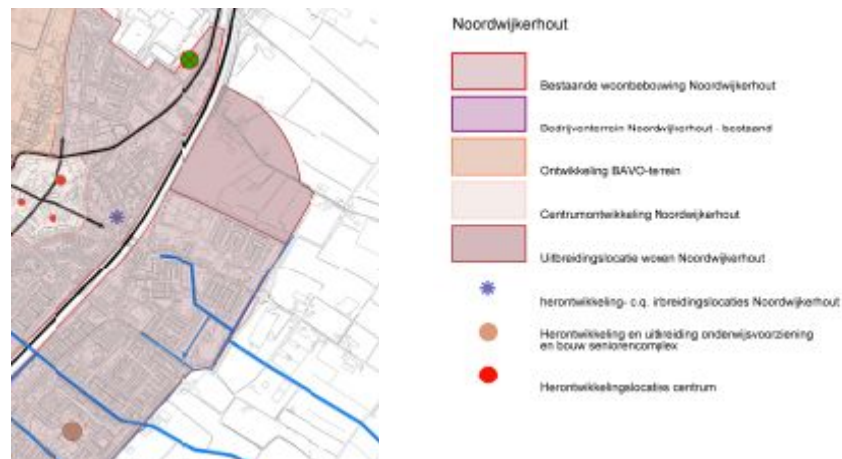 Noordwijkerhout
Bestaande woonbebouwing Noordwijkerhout
Bedrijventerrein Noordwijkerhout - bestaand
Ontwikkeling BAVO-terrein
Centrumontwikkeling Noordwijkerhout
Uitbreidingslocatie wonen Noordwijkerhout
herontwikkeling- c.q. inbreidingslocaties Noordwijkerhout
Herontwikkeling en uitbreiding onderwijsvoorziening
en bouw seniorencomplex
Herontwikkelingslocaties centrum